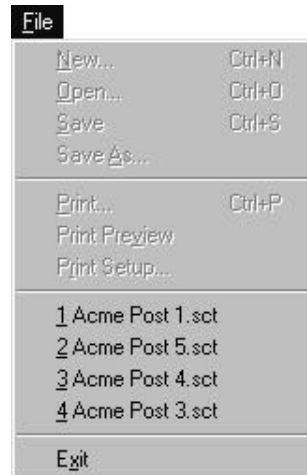 File
New... Ctrl+N
Open... Ctrl+O
Save Ctrl+S
Save As...
Print... Ctrl+P
Print Preview
Print Setup...
1 Acme Post 1.sct
2 Acme Post 5.sct
3 Acme Post 4.sct
4 Acme Post 3.sct
Exit